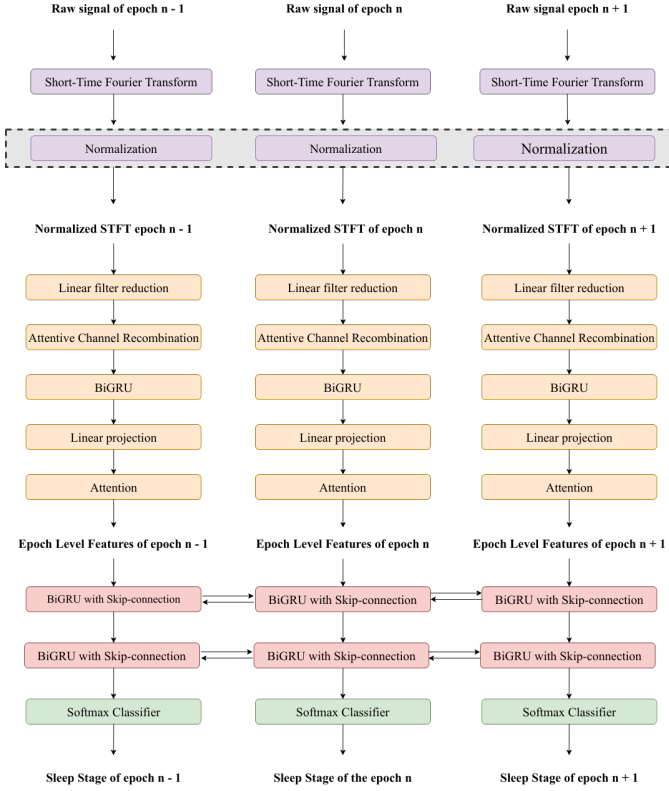 Raw signal of epoch n - 1
Raw signal of epoch n
Raw signal epoch n + 1
Short-Time Fourier Transform
Short-Time Fourier Transform
Short-Time Fourier Transform
Normalization
Normalization
Normalization
Normalized STFT epoch n - 1
Normalized STFT of epoch n
Normalized STFT of epoch n + 1
Linear filter reduction
Linear filter reduction
Linear filter reduction
Attentive Channel Recombination
Attentive Channel Recombination
Attentive Channel Recombination
BiGRU
BiGRU
BiGRU
Linear projection
Linear projection
Linear projection
Attention
Attention
Attention
Epoch Level Features of epoch n - 1
Epoch Level Features of epoch n
Epoch Level Features of epoch n + 1
BiGRU with Skip-connection
BiGRU with Skip-connection
BiGRU with Skip-connection
BiGRU with Skip-connection
BiGRU with Skip-connection
BiGRU with Skip-connection
Softmax Classifier
Softmax Classifier
Softmax Classifier
Sleep Stage of epoch n - 1
Sleep Stage of the epoch n
Sleep Stage of epoch n + 1